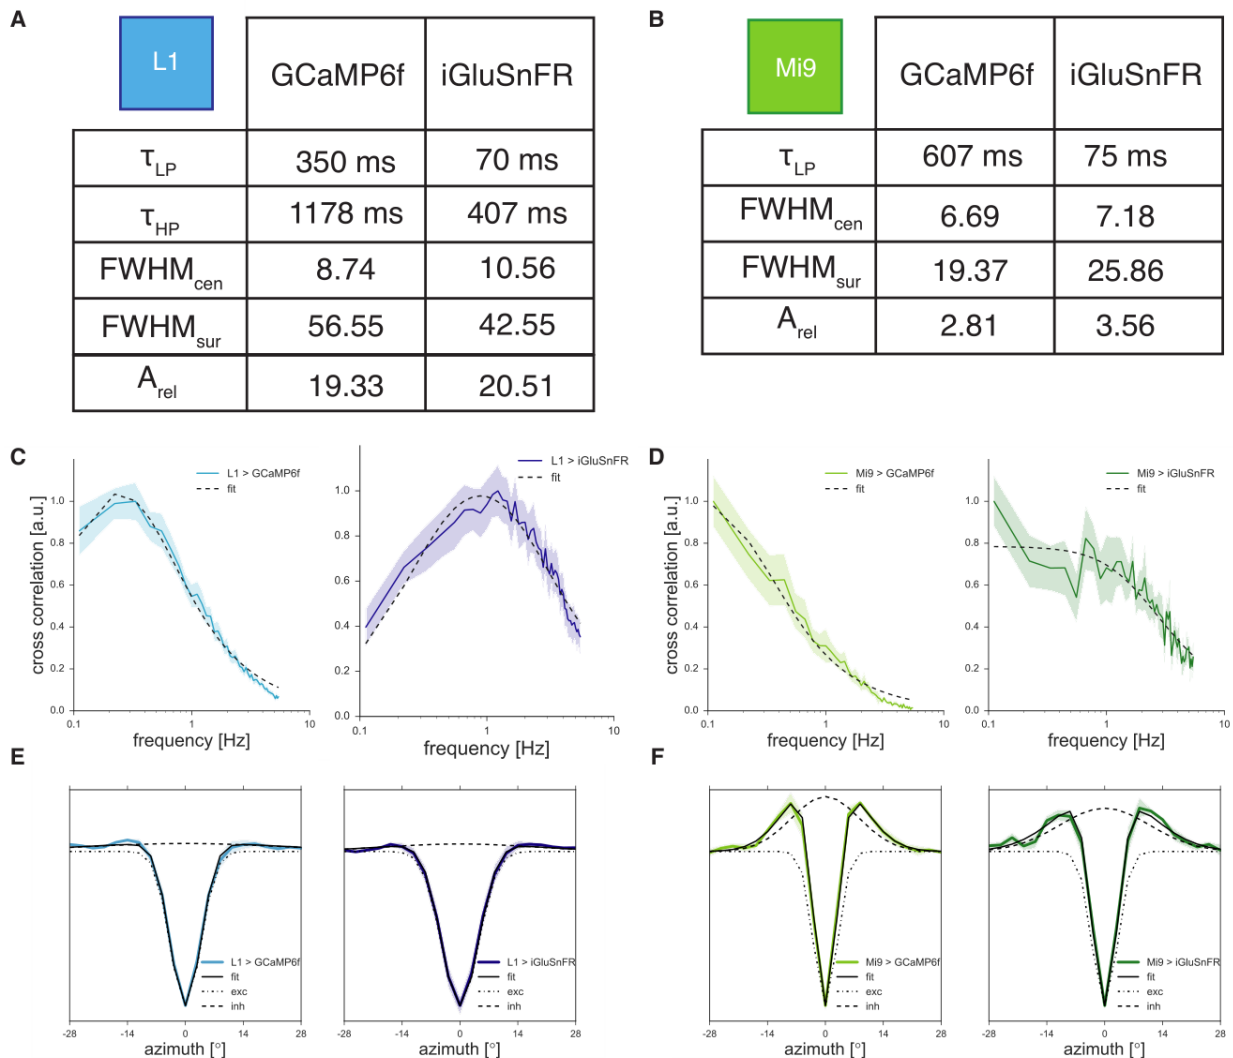 A
L1
GCaMP6f
iGluSnFR
τLP
350 ms
70 ms
τHP
1178 ms
407 ms
FWHMcen
8.74
10.56
FWHMsur
56.55
42.55
Arel
19.33
20.51
B
Mi9
GCaMP6f
iGluSnFR
τLP
607 ms
75 ms
FWHMcen
6.69
7.18
FWHMsur
19.37
25.86
Arel
2.81
3.56
C
cross correlation [a.u.]
1.0
0.8
0.6
0.4
0.2
0.0
0.1
1
10
frequency [Hz]
L1 > GCaMP6f
fit
1.0
0.8
0.6
0.4
0.2
0.0
0.1
1
10
frequency [Hz]
L1 > iGluSnFR
fit
D
cross correlation [a.u.]
1.0
0.8
0.6
0.4
0.2
0.0
0.1
1
10
frequency [Hz]
Mi9 > GCaMP6f
fit
1.0
0.8
0.6
0.4
0.2
0.0
0.1
1
10
frequency [Hz]
Mi9 > iGluSnFR
fit
E
L1 > GCaMP6f
fit
exc
inh
-28
-14
0
14
28
azimuth [°]
L1 > iGluSnFR
fit
exc
inh
-28
-14
0
14
28
azimuth [°]
F
Mi9 > GCaMP6f
fit
exc
inh
-28
-14
0
14
28
azimuth [°]
Mi9 > iGluSnFR
fit
exc
inh
-28
-14
0
14
28
azimuth [°]